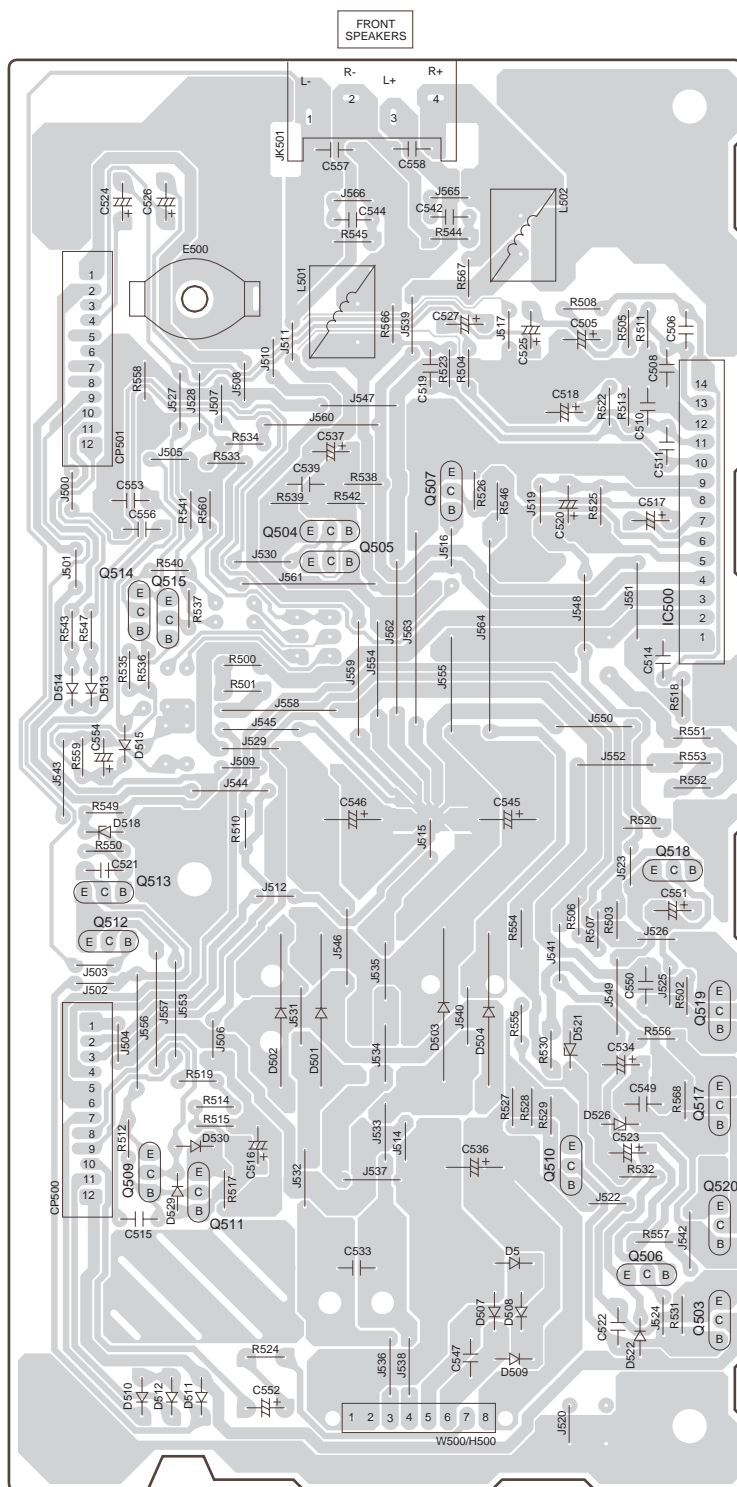 FRONT
SPEAKERS
L-
R-
L+
R+
1
2
3
4
JK501
C557
C558
C524
C526
J566
C544
R545
J565
C542
R544
L502
E500
L501
R567
1
2
3
4
5
6
7
8
9
10
11
12
CP501
J511
J510
R566
J539
C527
J517
C525
R508
C505
R505
R511
C506
R558
J527
J528
J507
J508
C519
R523
R504
C508
14
13
12
11
10
9
8
7
6
5
4
3
2
1
IC500
J547
J560
C518
R522
R513
C510
C511
R534
C537
J505
R533
J500
C539
R538
Q507
E
C
B
R526
R546
J519
C520
R525
C517
C553
C556
R541
R560
R539
R542
Q504
E
C
B
Q505
E
C
B
J501
J530
J516
Q514
E
C
B
Q515
E
C
B
R540
J561
R537
J562
J563
J564
J548
J551
R543
R547
J559
J554
J555
C514
R535
R536
R500
D514
D513
R501
R518
J558
J545
J550
R551
C554
D515
J529
J543
R559
J509
J552
R553
J544
R552
R549
D518
R510
C546
C545
J515
R520
R550
C521
J523
Q518
E
C
B
Q513
E
C
B
J512
C551
Q512
E
C
B
J546
J535
R554
R506
R507
R503
J526
J541
J503
J502
J556
J557
J553
J549
C550
J525
R502
Q519
E
C
B
1
2
3
4
5
6
7
8
9
10
11
12
CP500
J504
J506
D502
J531
D501
J534
D503
J540
D504
R555
R530
D521
C534
R556
R519
R514
R515
R527
R528
R529
C549
R568
Q517
E
C
B
R512
D530
C516
J533
J514
D526
C523
Q509
E
C
B
D529
Q511
E
C
B
R517
J532
J537
C536
Q510
E
C
B
R532
J522
Q520
E
C
B
C515
R557
J542
C533
D5
Q506
E
C
B
D507
D508
J524
R531
Q503
E
C
B
C522
D522
R524
J536
J538
C547
D509
D510
D512
D511
C552
1
2
3
4
5
6
7
8
W500/H500
J520